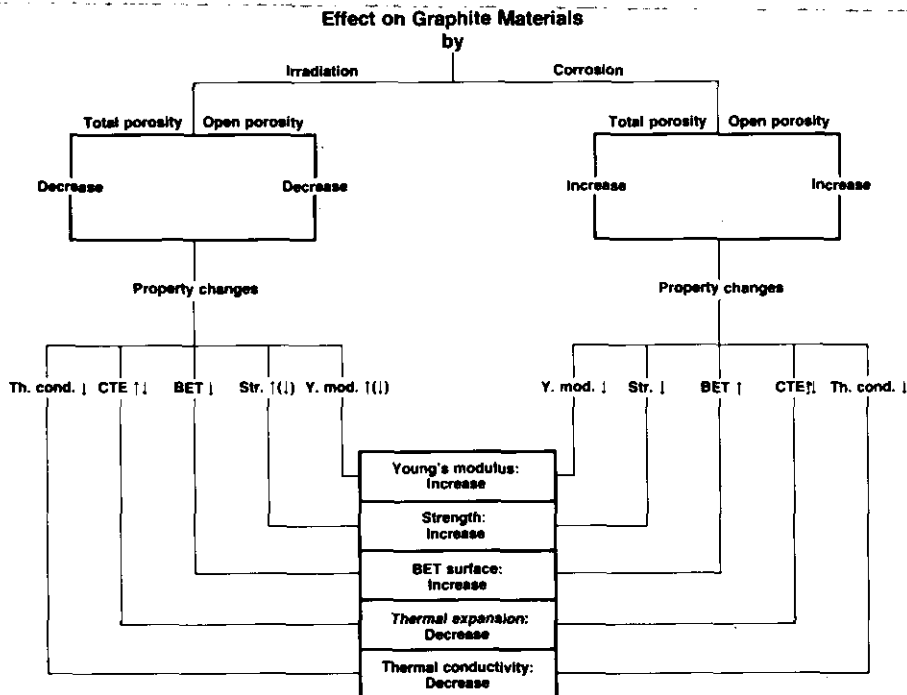 Effect on Graphite Materials
by
Irradiation Corrosion
Total porosity Open porosity Total porosity Open porosity
Decrease Decrease Increase Increase
Property changes Property changes
Th. cond. ↓ CTE ↑↓ BET ↓ Str. ↑(↓) Y. mod. ↑(↓) Y. mod. ↓ Str. ↓ BET ↑ CTE ↑↓ Th. cond. ↓
Young's modulus:
Increase
Strength:
Increase
BET surface:
Increase
Thermal expansion:
Decrease
Thermal conductivity:
Decrease